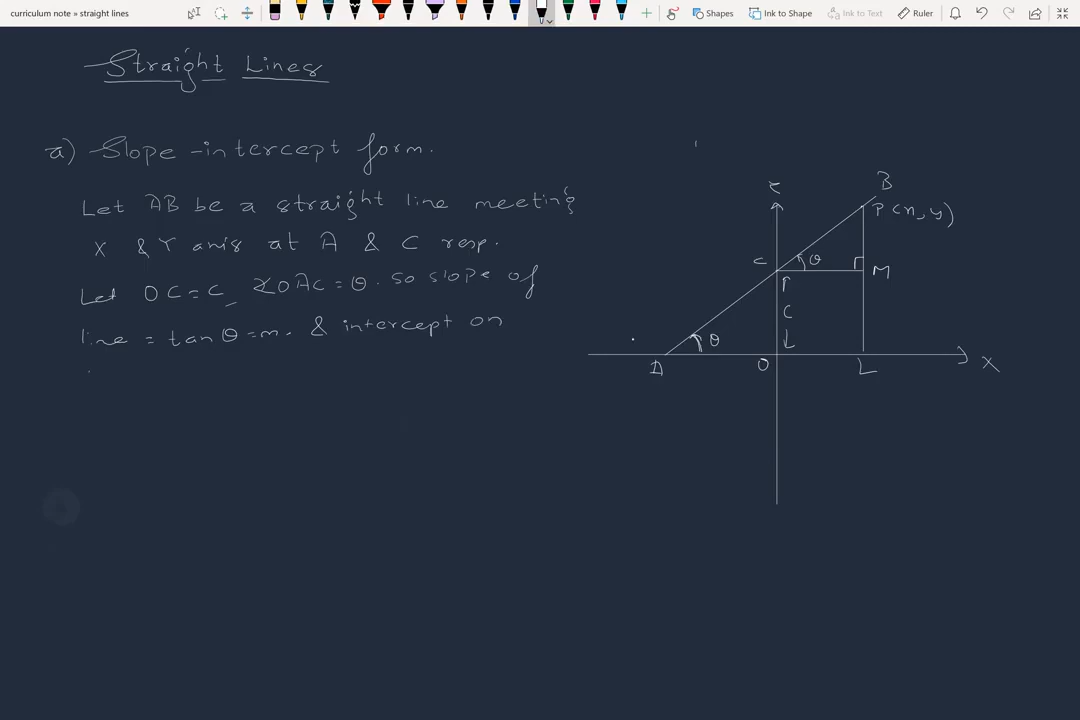 curriculum note » straight lines
Shapes
Ink to Shape
Ink to Text
Ruler
Straight Lines
a) Slope-intercept form.
Let AB be a straight line meeting
X & Y axis at A & C resp.
Let OC = C, ∠OAC = θ. so slope of
line = tan θ = m. & intercept on
B
P(x, y)
C
θ
M
C
θ
A
O
L
X